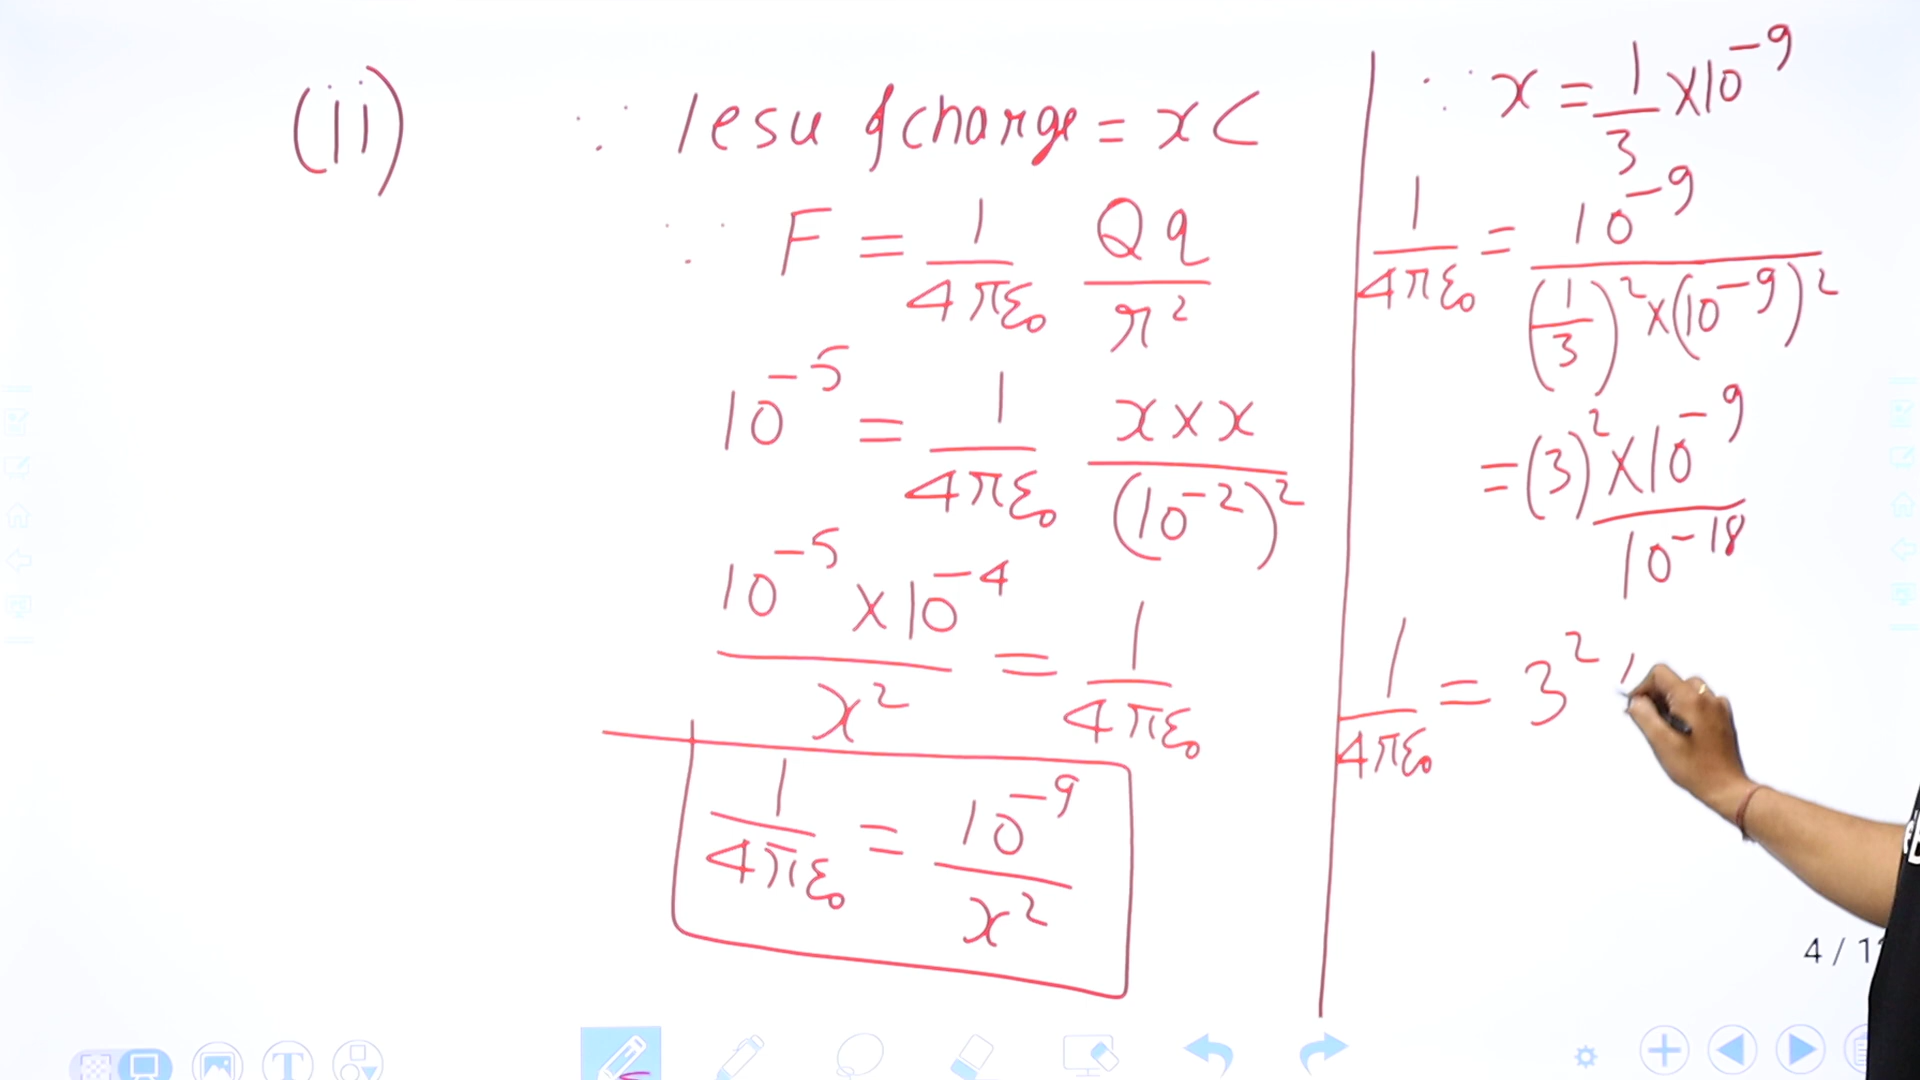 (ii) ∵ 1esu of charge = x C
∵ F = 1/4πε₀ Qq/r²
10⁻⁵ = 1/4πε₀ x × x/(10⁻²)²
10⁻⁵ × 10⁻⁴/x² = 1/4πε₀
1/4πε₀ = 10⁻⁹/x²
∵ x = 1/3 × 10⁻⁹
1/4πε₀ = 10⁻⁹/(1/3)² × (10⁻⁹)²
= (3)² × 10⁻⁹/10⁻¹⁸
1/4πε₀ = 3²
4 / 1
T